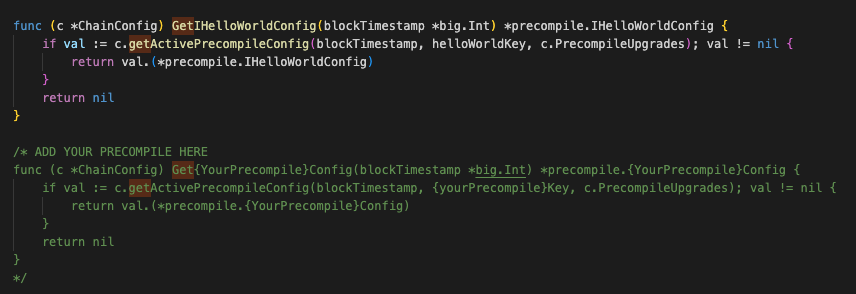 func (c *ChainConfig) GetIHelloWorldConfig(blockTimestamp *big.Int) *precompile.IHelloWorldConfig {
    if val := c.getActivePrecompileConfig(blockTimestamp, helloWorldKey, c.PrecompileUpgrades); val != nil {
        return val.(*precompile.IHelloWorldConfig)
    }
    return nil
}

/* ADD YOUR PRECOMPILE HERE
func (c *ChainConfig) Get{YourPrecompile}Config(blockTimestamp *big.Int) *precompile.{YourPrecompile}Config {
    if val := c.getActivePrecompileConfig(blockTimestamp, {yourPrecompile}Key, c.PrecompileUpgrades); val != nil {
        return val.(*precompile.{YourPrecompile}Config)
    }
    return nil
}
*/